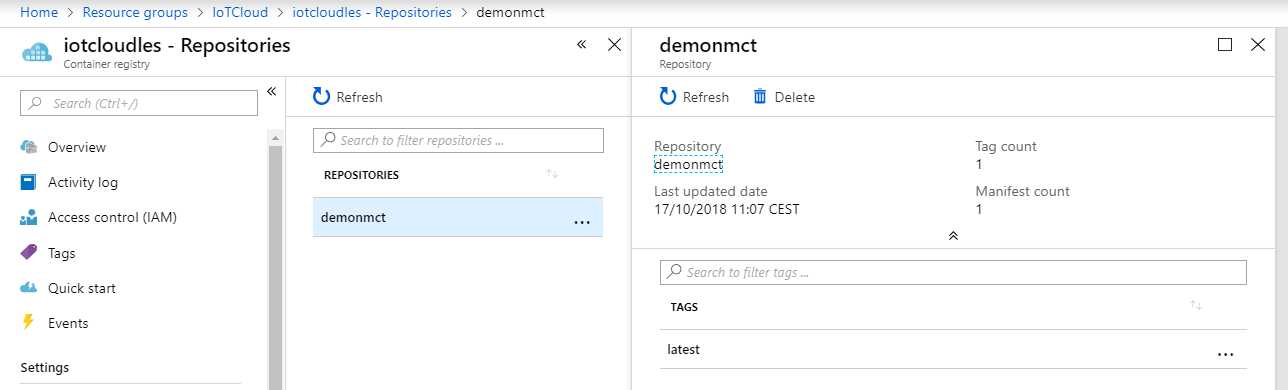 Home > Resource groups > IoTCloud > iotcloudles - Repositories > demonmct
iotcloudles - Repositories
Container registry
Search (Ctrl+/)
Overview
Activity log
Access control (IAM)
Tags
Quick start
Events
Settings
Refresh
Search to filter repositories ...
REPOSITORIES
demonmct ...
demonmct
Repository
Refresh Delete
Repository
demonmct
Tag count
1
Last updated date
17/10/2018 11:07 CEST
Manifest count
1
Search to filter tags ...
TAGS
latest ...